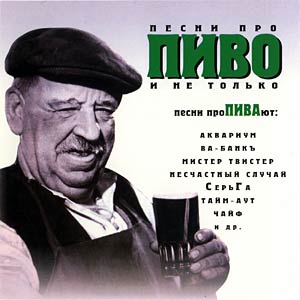 ПЕСНИ ПРО
ПИВО
И НЕ ТОЛЬКО
песни проПИВАют:
АКВАРИУМ
ВА-БАНКЪ
МИСТЕР ТВИСТЕР
НЕСЧАСТНЫЙ СЛУЧАЙ
СерьГа
ТАЙМ-АУТ
ЧАЙФ
и др.